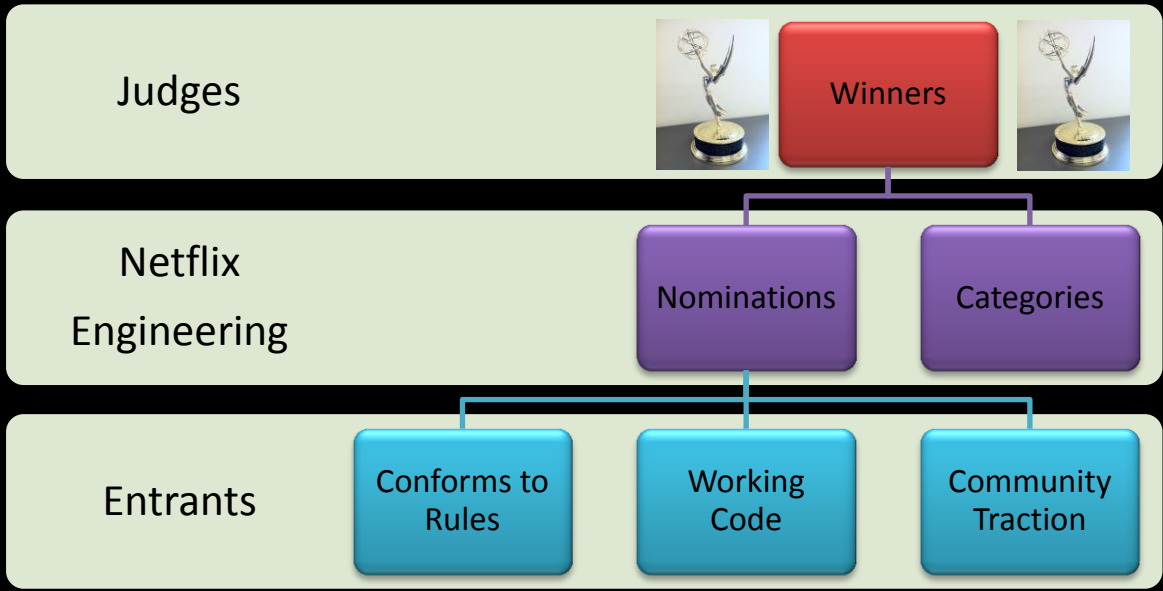 Judges
Winners
Netflix
Engineering
Nominations
Categories
Entrants
Conforms to
Rules
Working
Code
Community
Traction